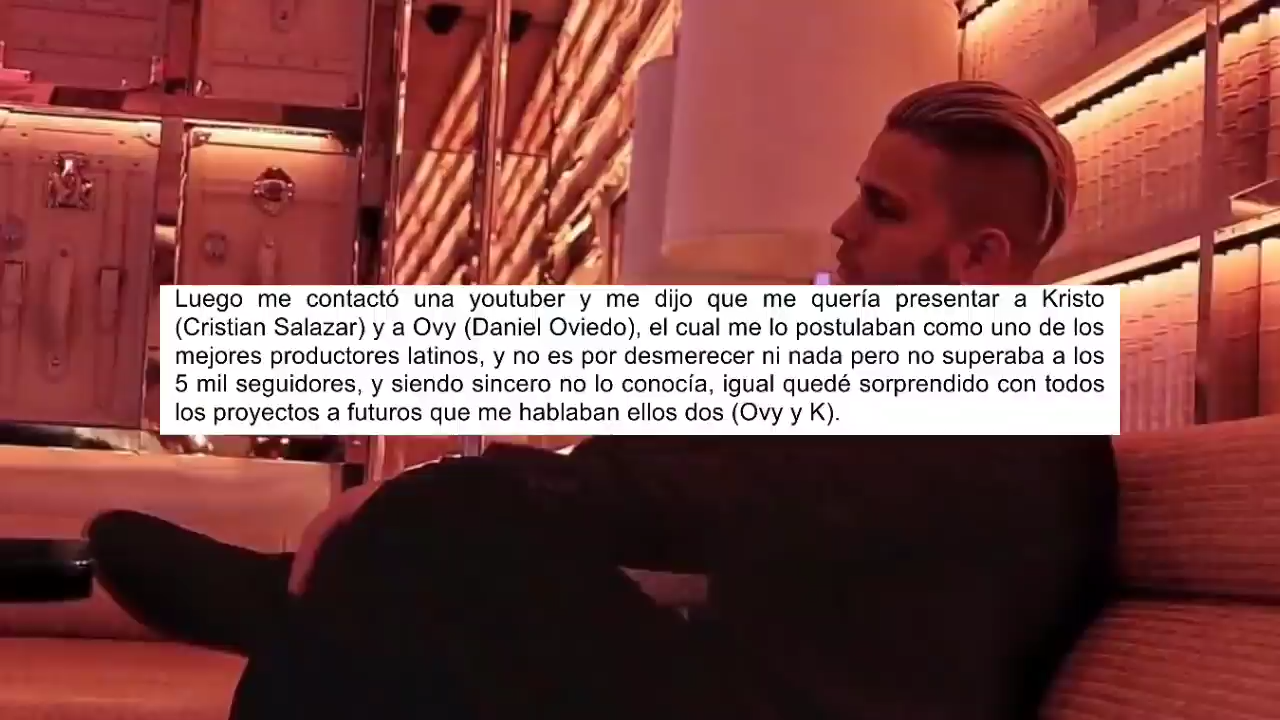 Luego me contactó una youtuber y me dijo que me quería presentar a Kristo
(Cristian Salazar) y a Ovy (Daniel Oviedo), el cual me lo postulaban como uno de los
mejores productores latinos, y no es por desmerecer ni nada pero no superaba a los
5 mil seguidores, y siendo sincero no lo conocía, igual quedé sorprendido con todos
los proyectos a futuros que me hablaban ellos dos (Ovy y K).